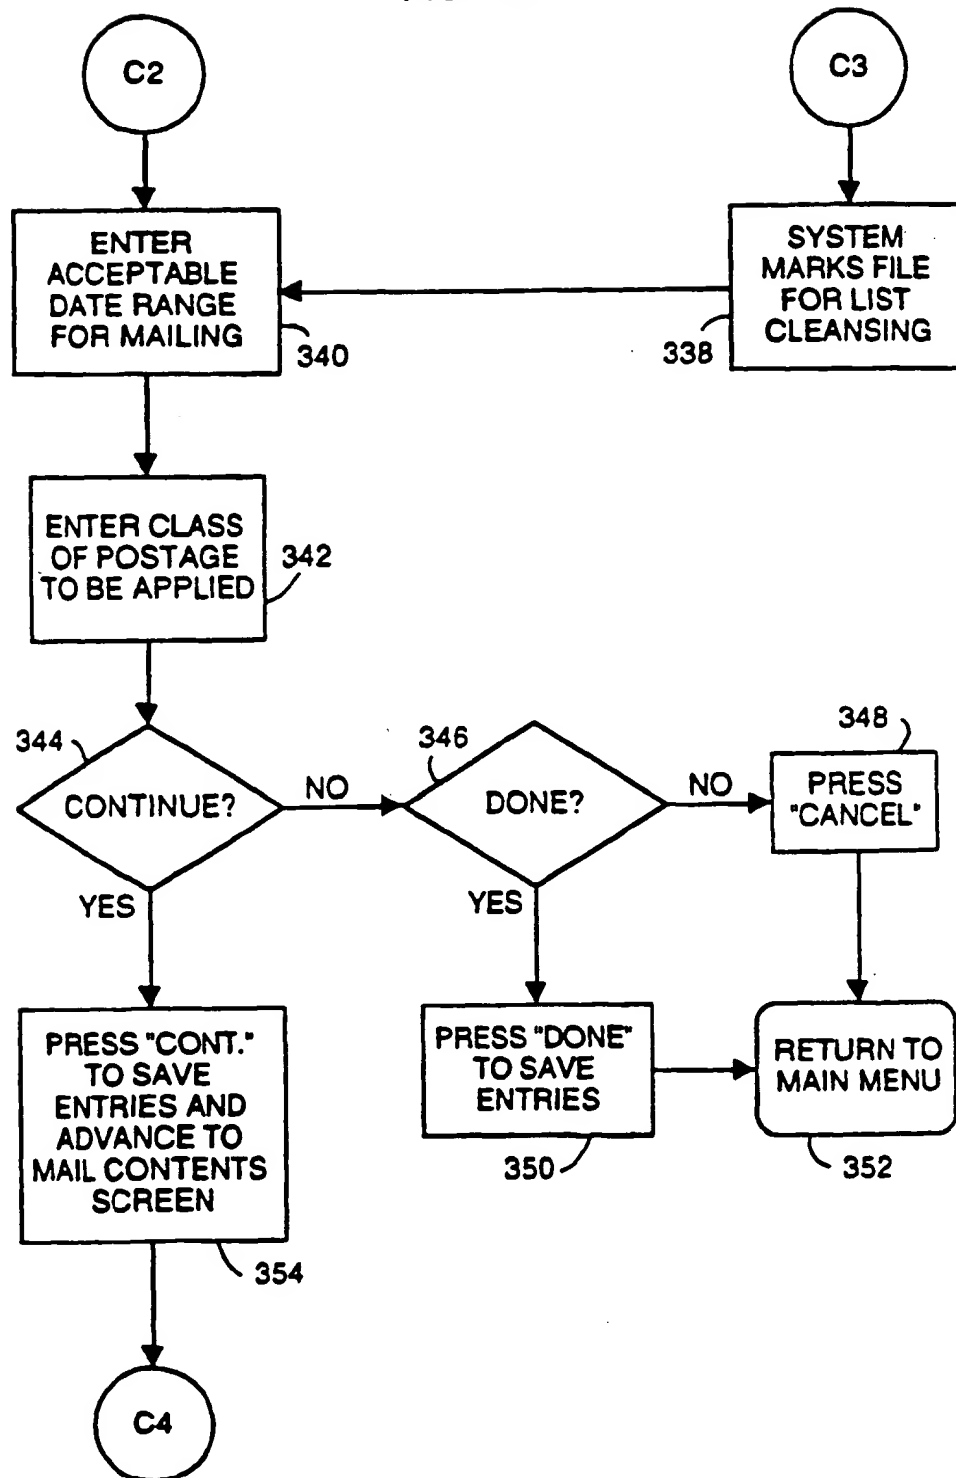 C2
C3
ENTER
ACCEPTABLE
DATE RANGE
FOR MAILING
340
SYSTEM
MARKS FILE
FOR LIST
CLEANSING
338
ENTER CLASS
OF POSTAGE
TO BE APPLIED
342
344
CONTINUE?
NO
YES
346
DONE?
NO
YES
348
PRESS
"CANCEL"
PRESS "CONT."
TO SAVE
ENTRIES AND
ADVANCE TO
MAIL CONTENTS
SCREEN
354
PRESS "DONE"
TO SAVE
ENTRIES
350
RETURN TO
MAIN MENU
352
C4